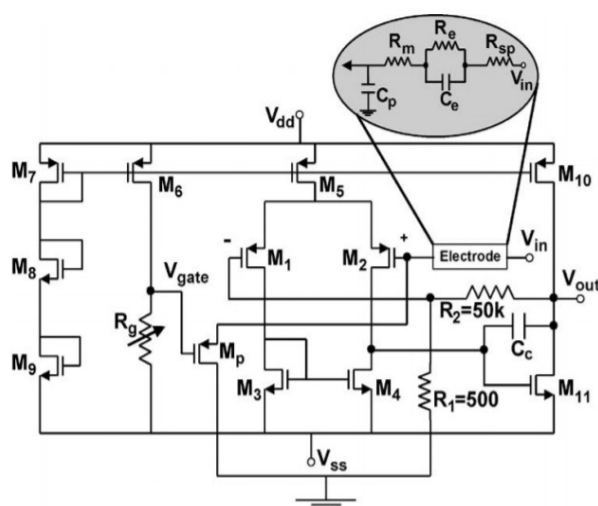 Re
Rm
Rsp
Vin
Cp
Ce
Vdd
M7
M6
M5
M10
M8
Vgate
-
M1
M2
+
Electrode
Vin
Vout
R2=50k
Rg
Mp
Cc
M9
M3
M4
R1=500
M11
Vss